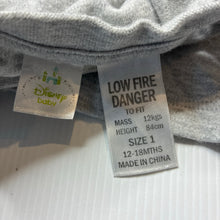 Disney
baby
LOW FIRE
DANGER
TO FIT
MASS 12kgs
HEIGHT 84cm
SIZE 1
12-18MTHS
MADE IN CHINA